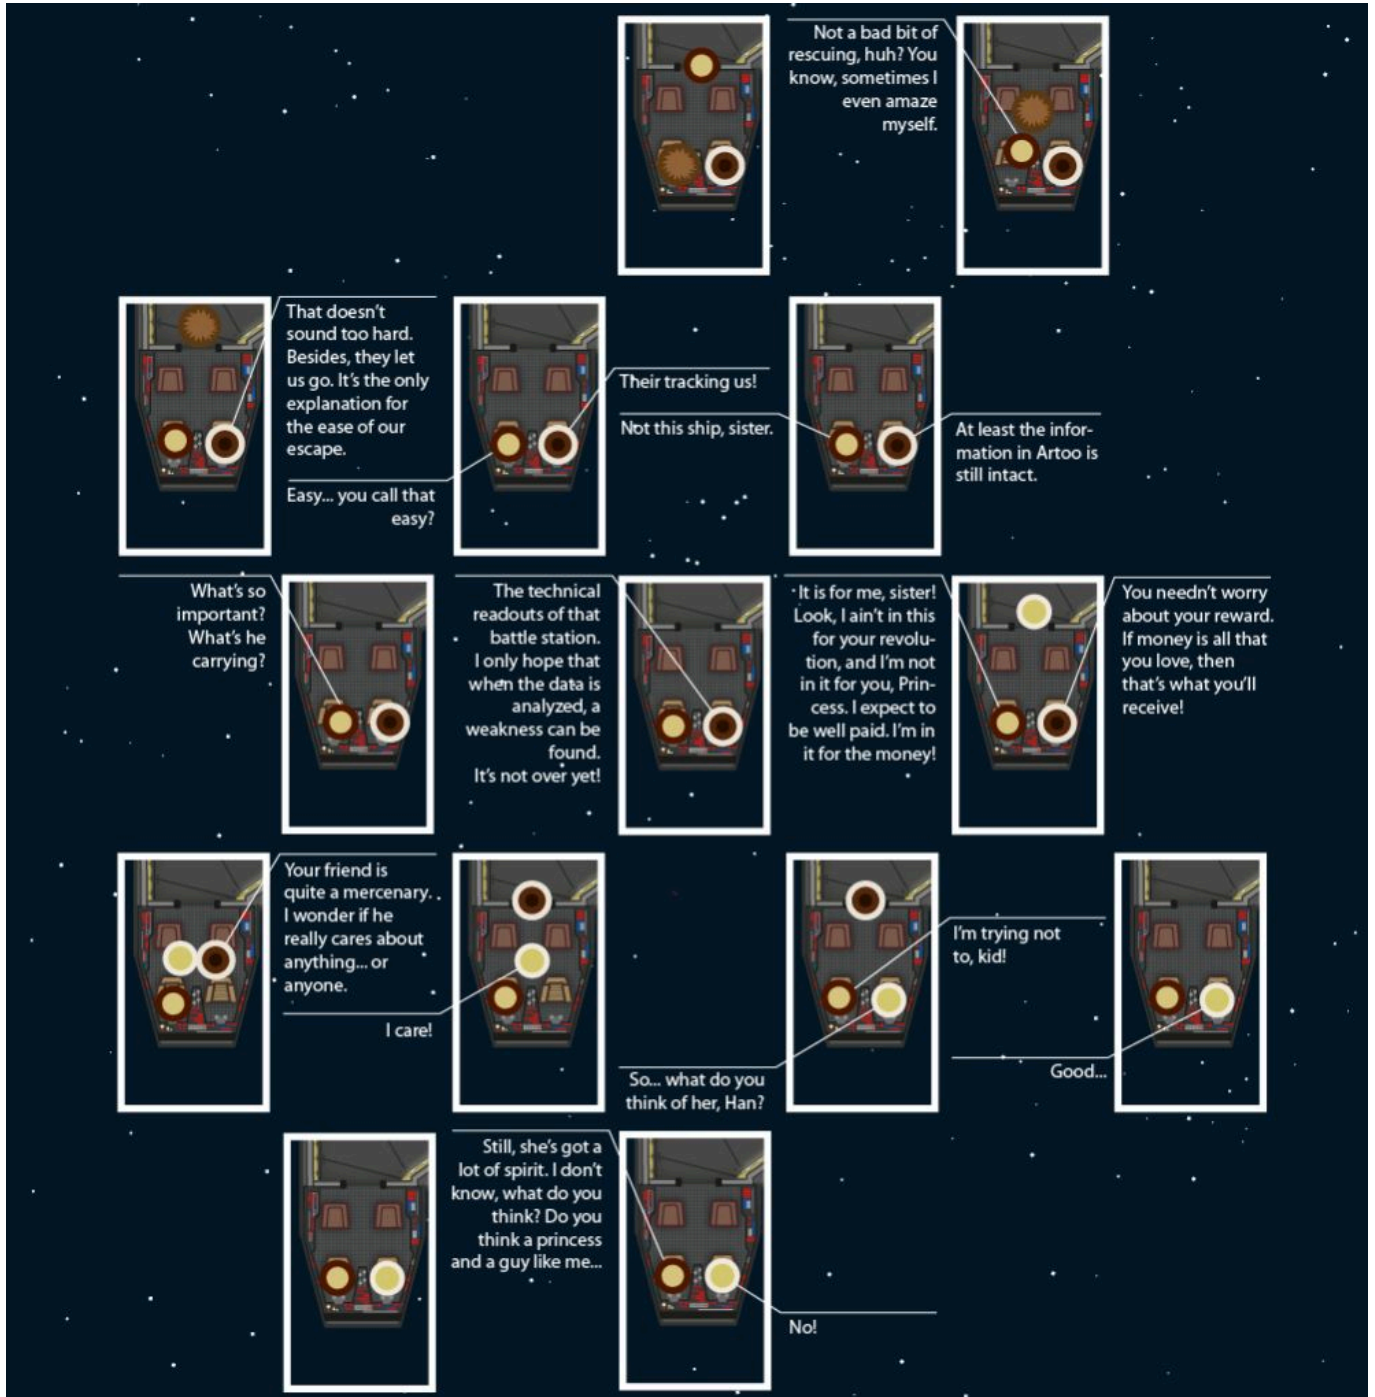 Not a bad bit of
rescuing, huh? You
know, sometimes I
even amaze
myself.
That doesn't
sound too hard.
Besides, they let
us go. It's the only
explanation for
the ease of our
escape.
Easy... you call that
easy?
Their tracking us!
Not this ship, sister.
At least the infor-
mation in Artoo is
still intact.
What's so
important?
What's he
carrying?
The technical
readouts of that
battle station.
I only hope that
when the data is
analyzed, a
weakness can be
found.
It's not over yet!
It is for me, sister!
Look, I ain't in this
for your revolu-
tion, and I'm not
in it for you, Prin-
cess. I expect to
be well paid. I'm in
it for the money!
You needn't worry
about your reward.
If money is all that
you love, then
that's what you'll
receive!
Your friend is
quite a mercenary.
I wonder if he
really cares about
anything... or
anyone.
I care!
So... what do you
think of her, Han?
I'm trying not
to, kid!
Good...
Still, she's got a
lot of spirit. I don't
know, what do you
think? Do you
think a princess
and a guy like me...
No!